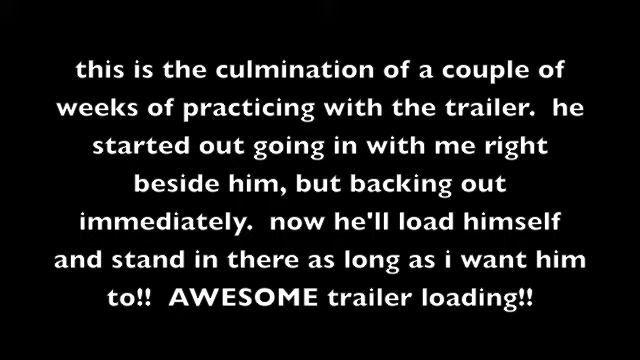 this is the culmination of a couple of
weeks of practicing with the trailer.  he
started out going in with me right
beside him, but backing out
immediately.  now he'll load himself
and stand in there as long as i want him
to!!  AWESOME trailer loading!!